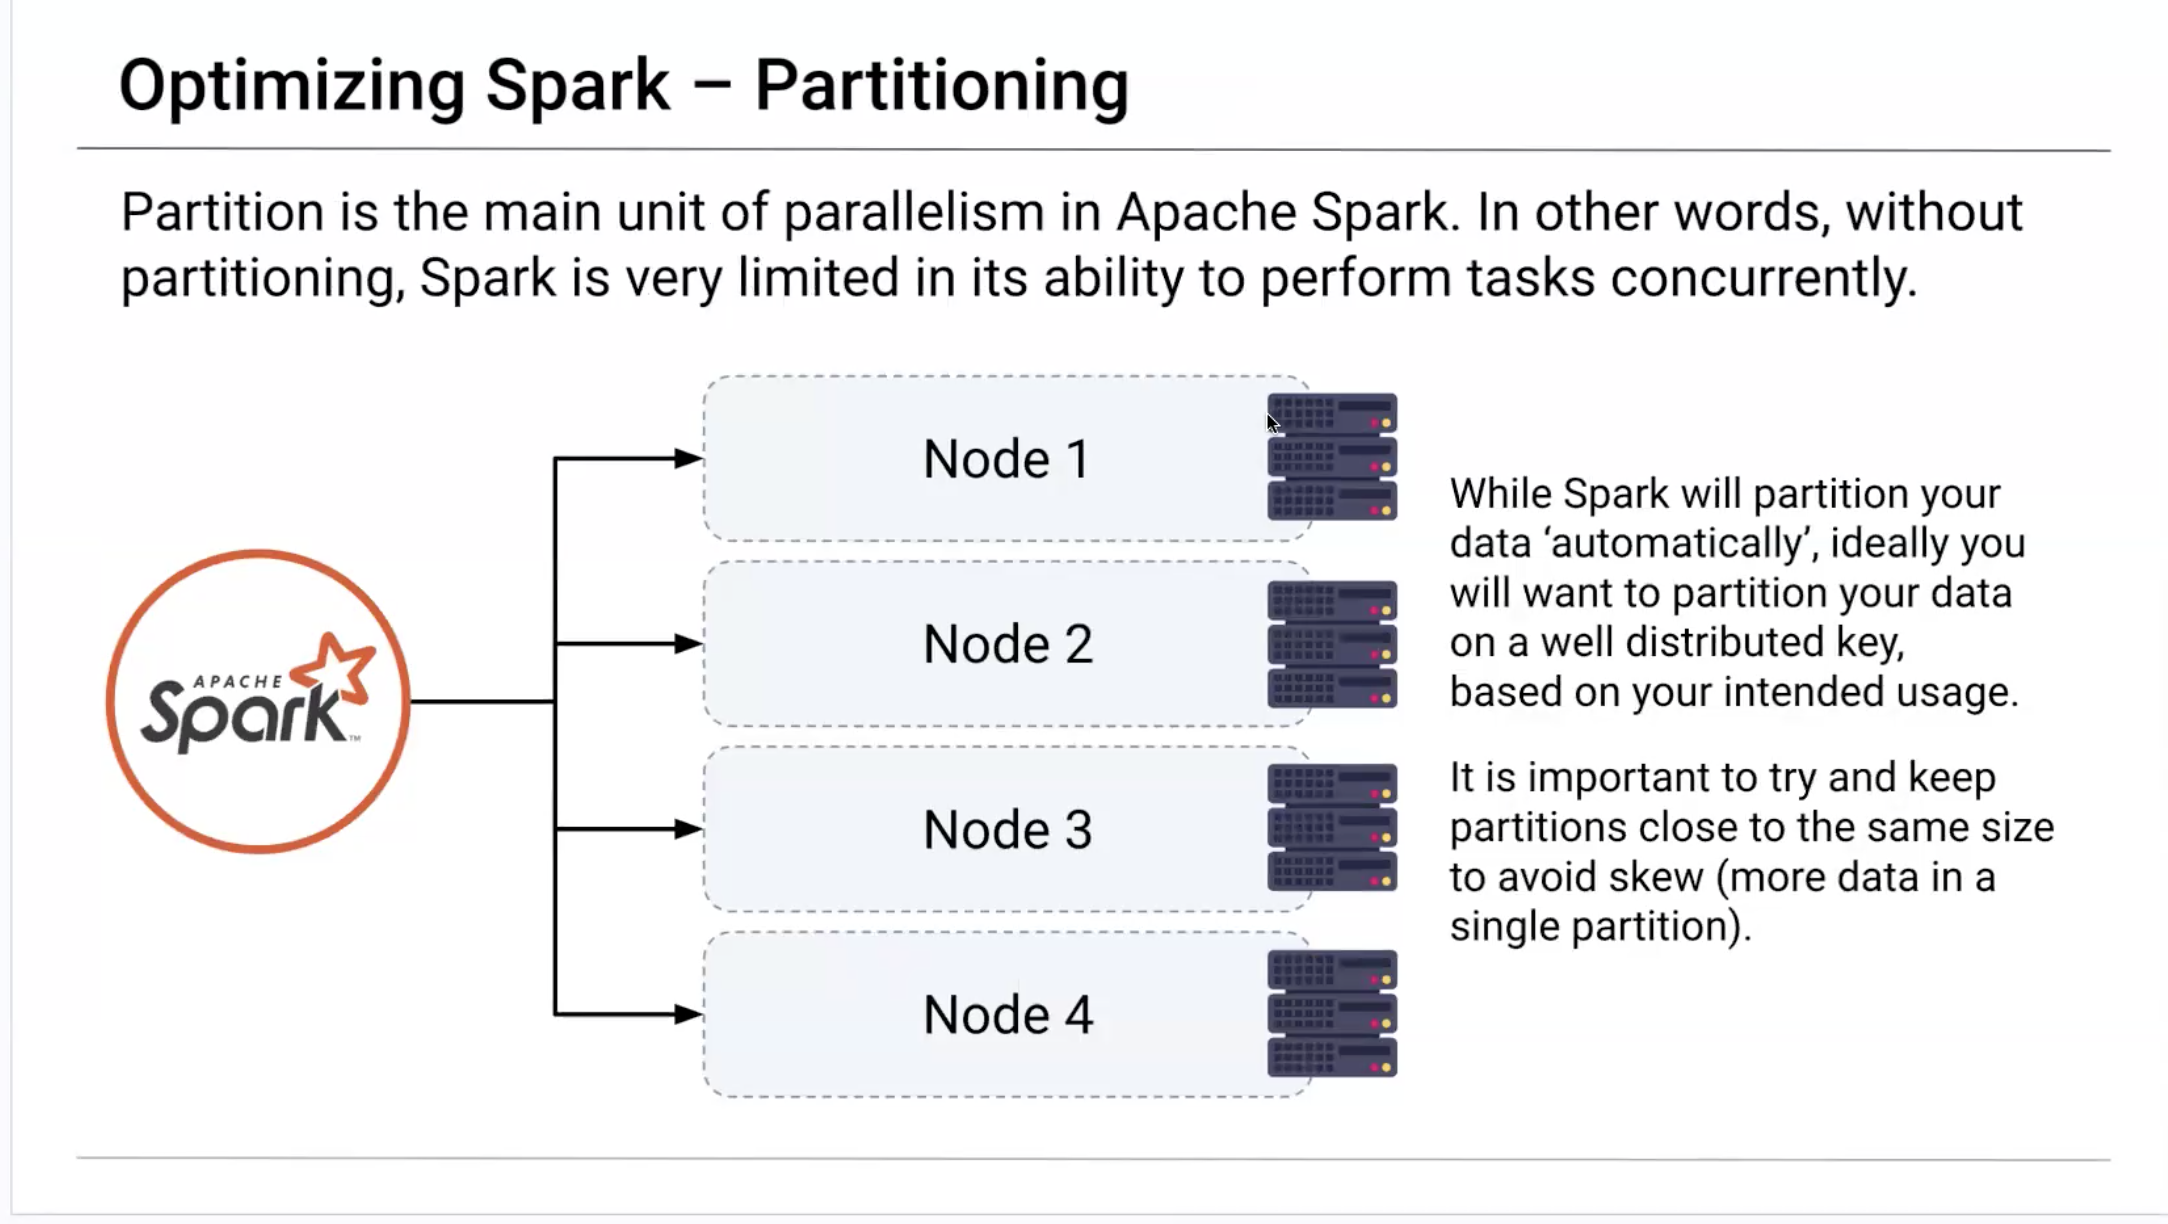 Optimizing Spark – Partitioning
Partition is the main unit of parallelism in Apache Spark. In other words, without
partitioning, Spark is very limited in its ability to perform tasks concurrently.
APACHE
Spark™
Node 1
Node 2
Node 3
Node 4
While Spark will partition your
data ‘automatically’, ideally you
will want to partition your data
on a well distributed key,
based on your intended usage.
It is important to try and keep
partitions close to the same size
to avoid skew (more data in a
single partition).